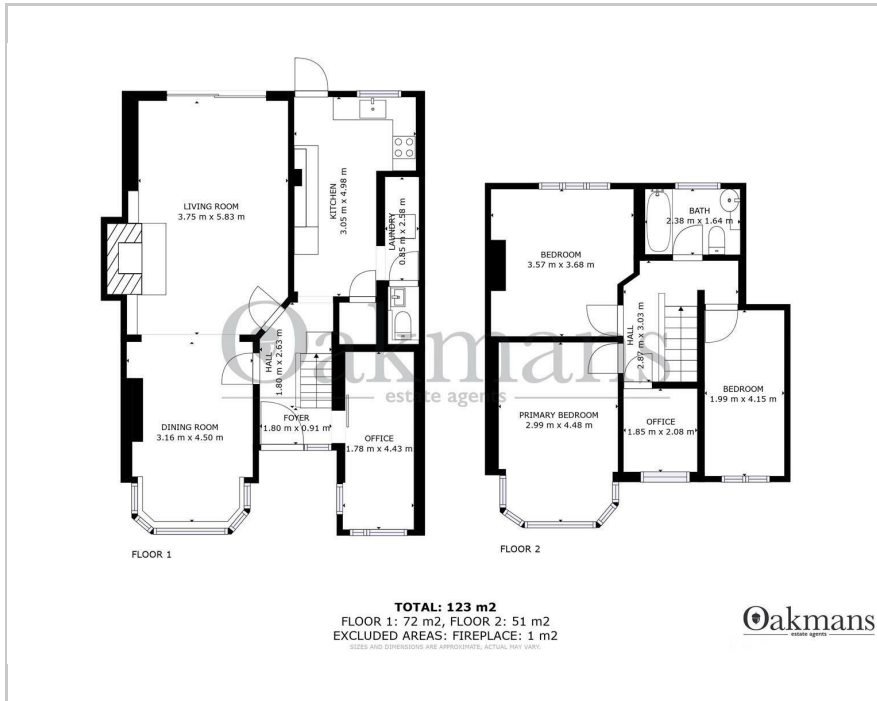 LIVING ROOM
3.75 m x 5.83 m
KITCHEN
3.05 m x 4.98 m
LAUNDRY
0.85 m x 2.58 m
HALL
1.80 m x 2.63 m
FOYER
1.80 m x 0.91 m
DINING ROOM
3.16 m x 4.50 m
OFFICE
1.78 m x 4.43 m
FLOOR 1
BEDROOM
3.57 m x 3.68 m
BATH
2.38 m x 1.64 m
HALL
2.87 m x 3.03 m
PRIMARY BEDROOM
2.99 m x 4.48 m
OFFICE
1.85 m x 2.08 m
BEDROOM
1.99 m x 4.15 m
FLOOR 2
Oakmans
estate agents
TOTAL: 123 m2
FLOOR 1: 72 m2, FLOOR 2: 51 m2
EXCLUDED AREAS: FIREPLACE: 1 m2
SIZES AND DIMENSIONS ARE APPROXIMATE, ACTUAL MAY VARY.
Oakmans
estate agents